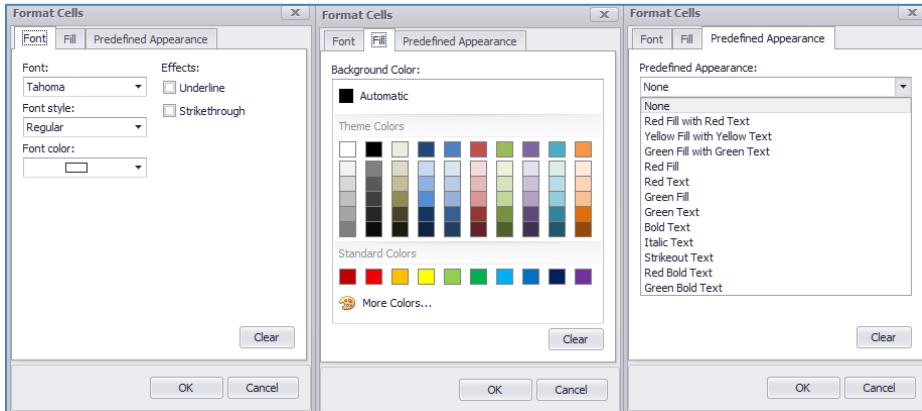 Format Cells
Font Fill Predefined Appearance
Font: Effects:
Tahoma Underline
Font style: Strikethrough
Regular
Font color:
Clear
OK Cancel
Format Cells
Font Fill Predefined Appearance
Background Color:
Automatic
Theme Colors
Standard Colors
More Colors...
Clear
OK Cancel
Format Cells
Font Fill Predefined Appearance
Predefined Appearance:
None
None
Red Fill with Red Text
Yellow Fill with Yellow Text
Green Fill with Green Text
Red Fill
Red Text
Green Fill
Green Text
Bold Text
Italic Text
Strikeout Text
Red Bold Text
Green Bold Text
Clear
OK Cancel